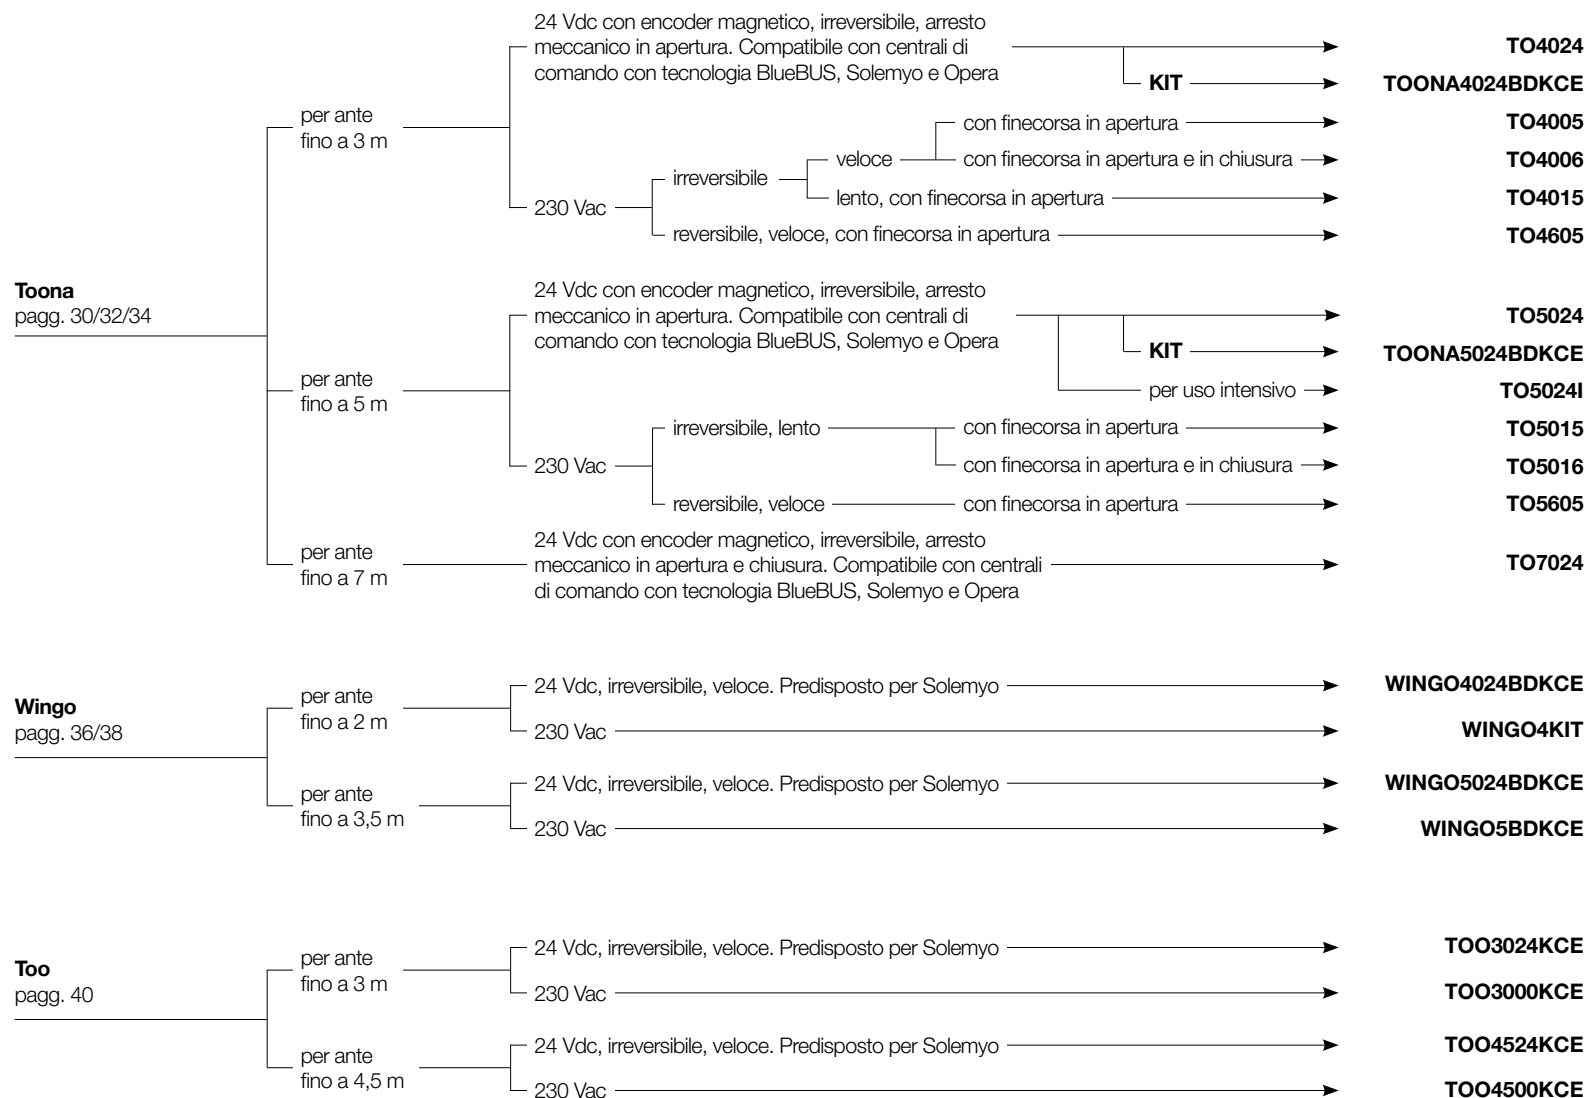 24 Vdc con encoder magnetico, irreversibile, arresto
meccanico in apertura. Compatibile con centrali di
comando con tecnologia BlueBUS, Solemyo e Opera
TO4024
KIT
TOONA4024BDKCE
per ante
fino a 3 m
con finecorsa in apertura
TO4005
veloce
con finecorsa in apertura e in chiusura
TO4006
irreversibile
lento, con finecorsa in apertura
TO4015
230 Vac
reversibile, veloce, con finecorsa in apertura
TO4605
Toona
pagg. 30/32/34
24 Vdc con encoder magnetico, irreversibile, arresto
meccanico in apertura. Compatibile con centrali di
comando con tecnologia BlueBUS, Solemyo e Opera
TO5024
KIT
TOONA5024BDKCE
per ante
fino a 5 m
per uso intensivo
TO5024I
irreversibile, lento
con finecorsa in apertura
TO5015
230 Vac
con finecorsa in apertura e in chiusura
TO5016
reversibile, veloce
con finecorsa in apertura
TO5605
per ante
fino a 7 m
24 Vdc con encoder magnetico, irreversibile, arresto
meccanico in apertura e chiusura. Compatibile con centrali
di comando con tecnologia BlueBUS, Solemyo e Opera
TO7024
Wingo
pagg. 36/38
per ante
fino a 2 m
24 Vdc, irreversibile, veloce. Predisposto per Solemyo
WINGO4024BDKCE
230 Vac
WINGO4KIT
per ante
fino a 3,5 m
24 Vdc, irreversibile, veloce. Predisposto per Solemyo
WINGO5024BDKCE
230 Vac
WINGO5BDKCE
Too
pagg. 40
per ante
fino a 3 m
24 Vdc, irreversibile, veloce. Predisposto per Solemyo
TOO3024KCE
230 Vac
TOO3000KCE
per ante
fino a 4,5 m
24 Vdc, irreversibile, veloce. Predisposto per Solemyo
TOO4524KCE
230 Vac
TOO4500KCE